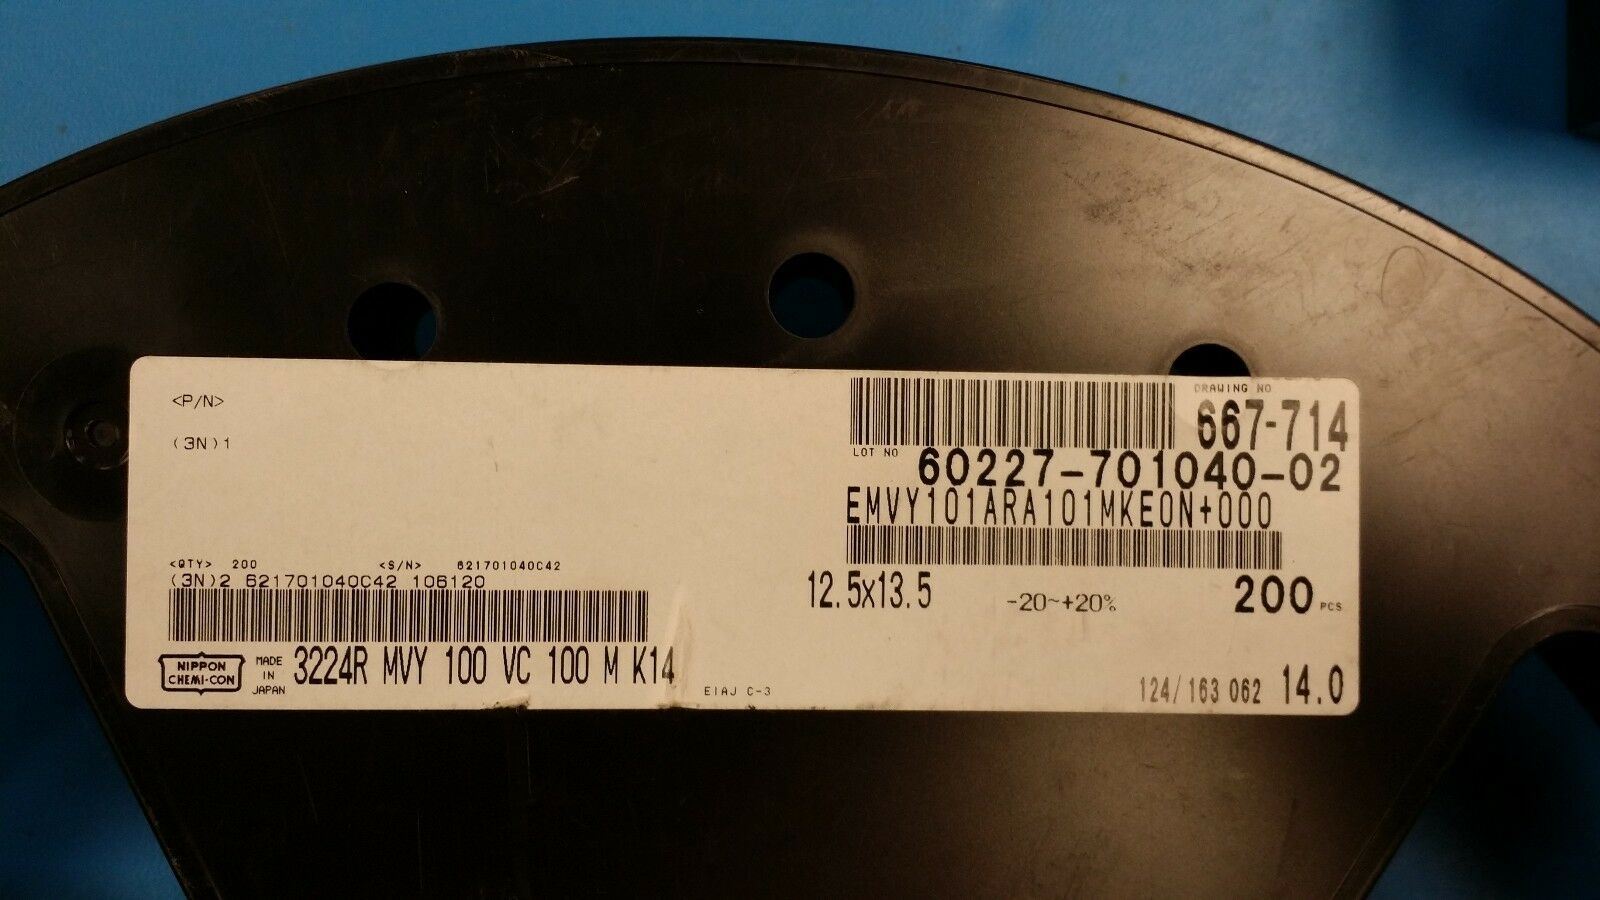 <P/N>
(3N)1
DRAWING NO
667-714
LOT NO 60227-701040-02
EMVY101ARA101MKE0N+000
<QTY> 200 <S/N> 621701040C42
(3N)2 621701040C42 106120
12.5x13.5 -20~+20% 200 PCS
NIPPON
CHEMI-CON
MADE
IN
JAPAN
3224R MVY 100 VC 100 M K14
EIAJ C-3
124/163 062 14.0